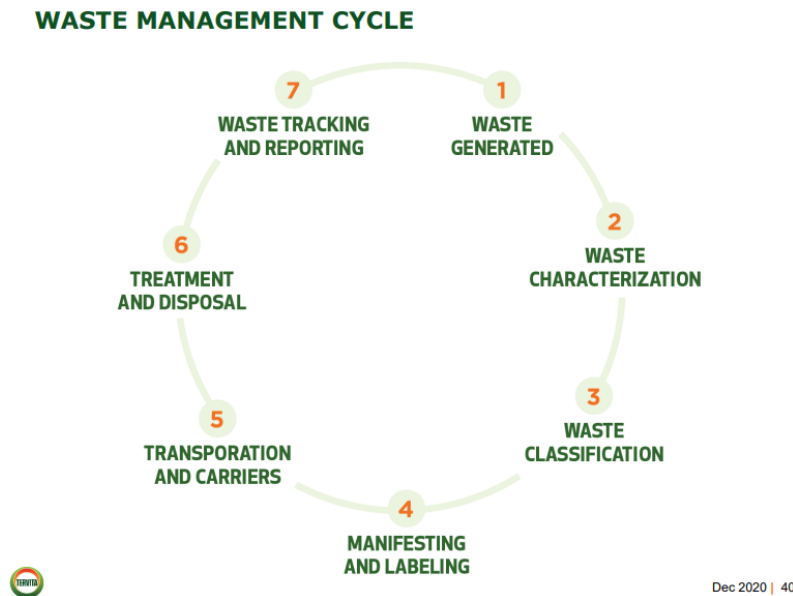 WASTE MANAGEMENT CYCLE
1
WASTE
GENERATED
2
WASTE
CHARACTERIZATION
3
WASTE
CLASSIFICATION
4
MANIFESTING
AND LABELING
5
TRANSPORATION
AND CARRIERS
6
TREATMENT
AND DISPOSAL
7
WASTE TRACKING
AND REPORTING
TERVITA
Dec 2020 | 40